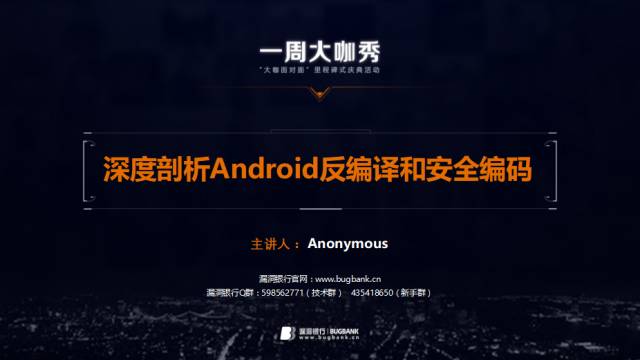 一周大咖秀
"大咖面对面"里程碑式庆典活动
深度剖析Android反编译和安全编码
主讲人：Anonymous
漏洞银行官网：www.bugbank.cn
漏洞银行Q群：598562771（技术群） 435418650（新手群）
漏洞银行 | BUGBANK
www.bugbank.cn